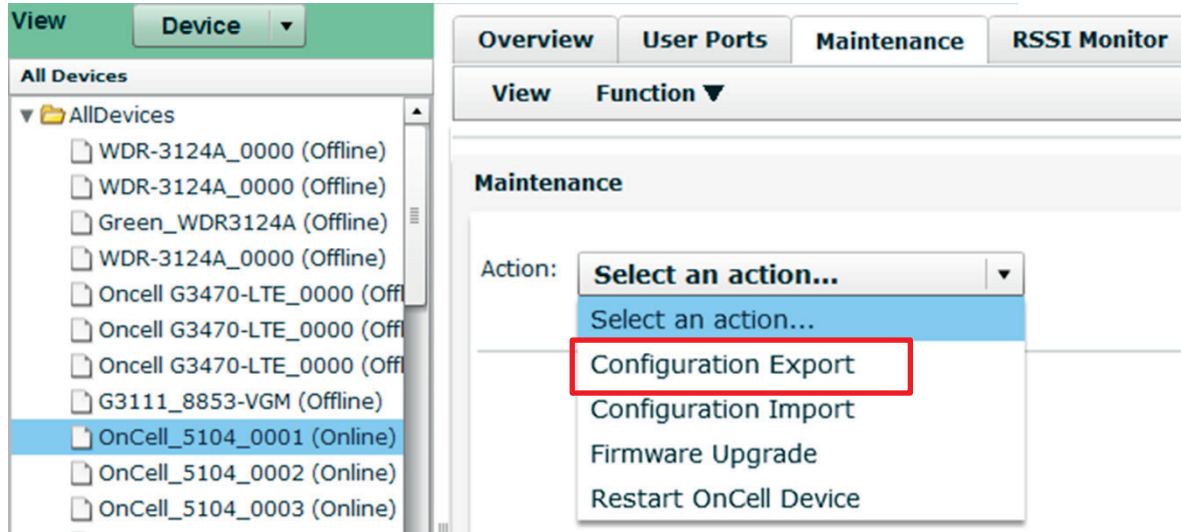 View
Device
All Devices
AllDevices
WDR-3124A_0000 (Offline)
WDR-3124A_0000 (Offline)
Green_WDR3124A (Offline)
WDR-3124A_0000 (Offline)
Oncell G3470-LTE_0000 (Offl
Oncell G3470-LTE_0000 (Offl
Oncell G3470-LTE_0000 (Offl
G3111_8853-VGM (Offline)
OnCell_5104_0001 (Online)
OnCell_5104_0002 (Online)
OnCell_5104_0003 (Online)
Overview User Ports Maintenance RSSI Monitor
View Function
Maintenance
Action: Select an action...
Select an action...
Configuration Export
Configuration Import
Firmware Upgrade
Restart OnCell Device